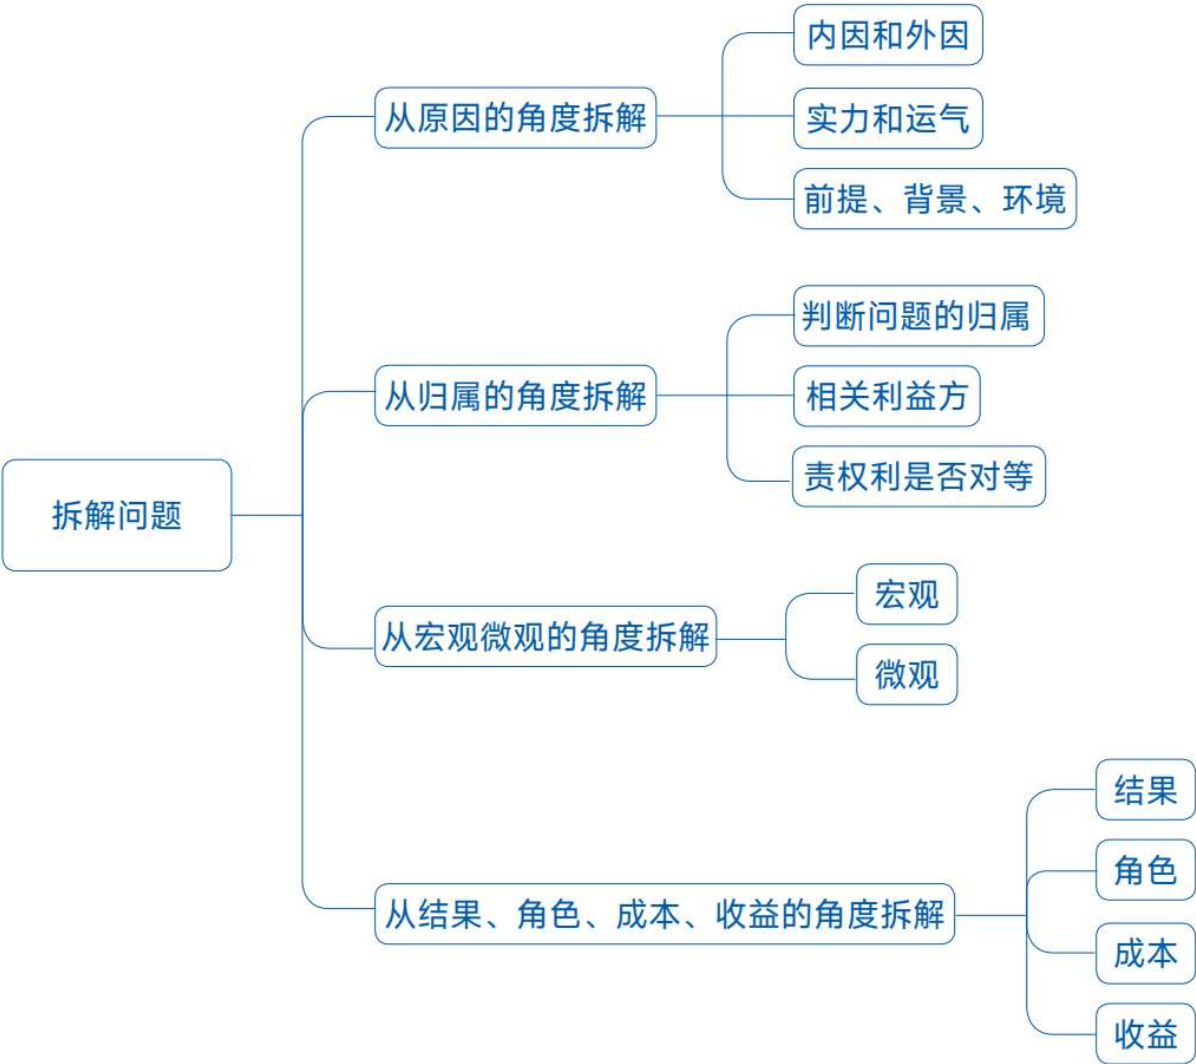 拆解问题
从原因的角度拆解
内因和外因
实力和运气
前提、背景、环境
从归属的角度拆解
判断问题的归属
相关利益方
责权利是否对等
从宏观微观的角度拆解
宏观
微观
从结果、角色、成本、收益的角度拆解
结果
角色
成本
收益